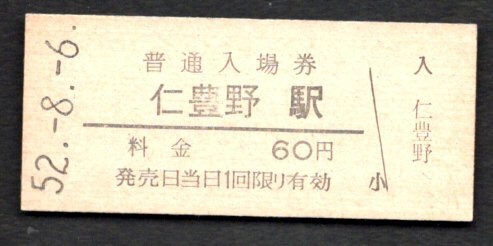 52.-8.-6.
普通入場券
仁豊野駅
料金 60円
発売日当日1回限り有効
小
入
仁豊野